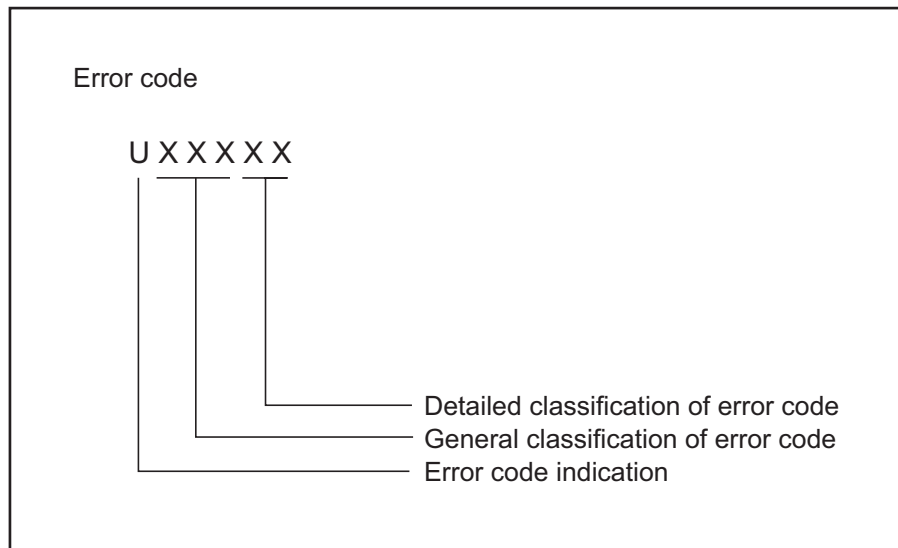 Error code
U X X X X X
Detailed classification of error code
General classification of error code
Error code indication